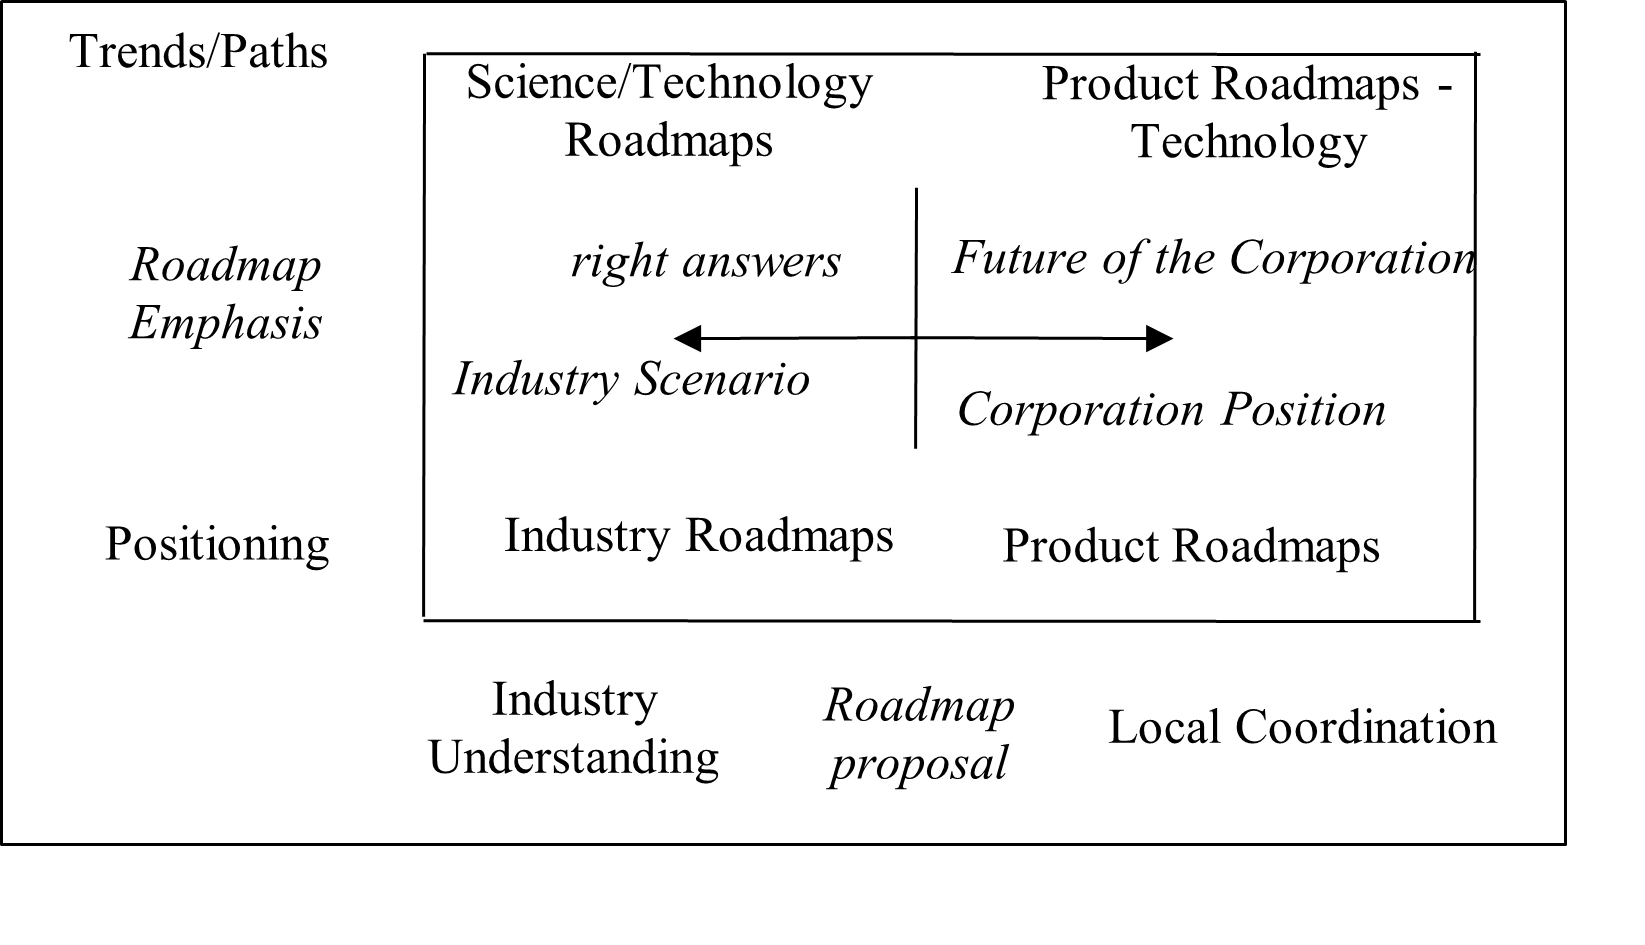 Trends/Paths
Science/Technology
Roadmaps
Product Roadmaps -
Technology
Roadmap
Emphasis
right answers
Future of the Corporation
Industry Scenario
Corporation Position
Positioning
Industry Roadmaps
Product Roadmaps
Industry
Understanding
Roadmap
proposal
Local Coordination